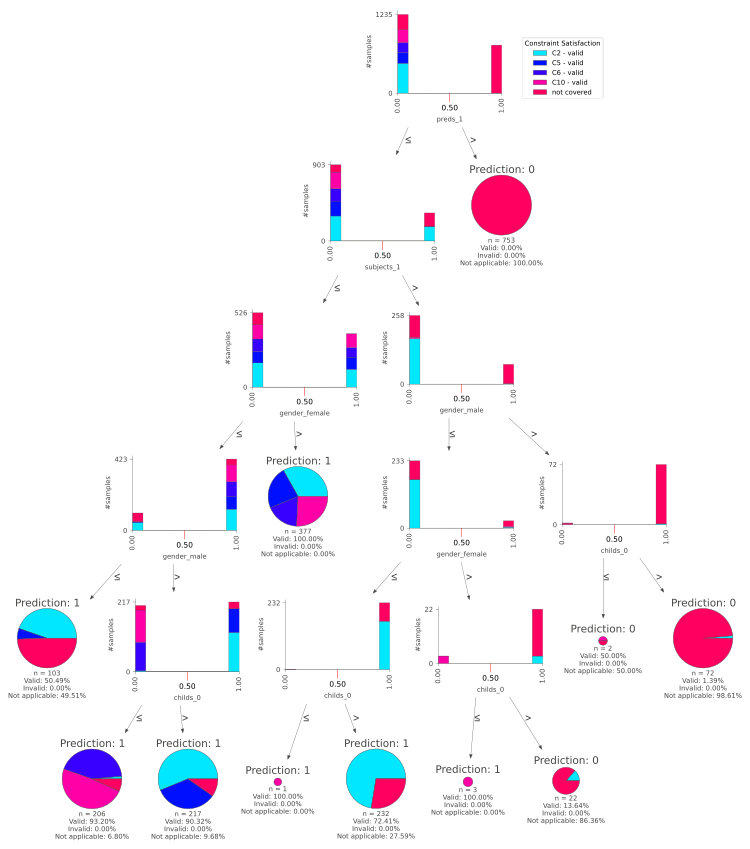 1235
#samples
0
0.00
0.50
1.00
preds_1
Constraint Satisfaction
C2 - valid
C5 - valid
C6 - valid
C10 - valid
not covered
≤
>
903
#samples
0
0.00
0.50
1.00
subjects_1
Prediction: 0
n = 753
Valid: 0.00%
Invalid: 0.00%
Not applicable: 100.00%
≤
>
526
#samples
0
0.00
0.50
1.00
gender_female
258
#samples
0
0.00
0.50
1.00
gender_male
≤
>
≤
>
423
#samples
0
0.00
0.50
1.00
gender_male
Prediction: 1
n = 377
Valid: 100.00%
Invalid: 0.00%
Not applicable: 0.00%
233
#samples
0
0.00
0.50
1.00
gender_female
72
#samples
0
0.00
0.50
1.00
childs_0
≤
>
≤
>
≤
>
Prediction: 1
n = 103
Valid: 50.49%
Invalid: 0.00%
Not applicable: 49.51%
217
#samples
0
0.00
0.50
1.00
childs_0
232
#samples
0
0.00
0.50
1.00
childs_0
22
#samples
0
0.00
0.50
1.00
childs_0
Prediction: 0
n = 2
Valid: 50.00%
Invalid: 0.00%
Not applicable: 50.00%
Prediction: 0
n = 72
Valid: 1.39%
Invalid: 0.00%
Not applicable: 98.61%
≤
>
≤
>
≤
>
Prediction: 1
n = 206
Valid: 93.20%
Invalid: 0.00%
Not applicable: 6.80%
Prediction: 1
n = 217
Valid: 90.32%
Invalid: 0.00%
Not applicable: 9.68%
Prediction: 1
n = 1
Valid: 100.00%
Invalid: 0.00%
Not applicable: 0.00%
Prediction: 1
n = 232
Valid: 72.41%
Invalid: 0.00%
Not applicable: 27.59%
Prediction: 1
n = 3
Valid: 100.00%
Invalid: 0.00%
Not applicable: 0.00%
Prediction: 0
n = 22
Valid: 13.64%
Invalid: 0.00%
Not applicable: 86.36%